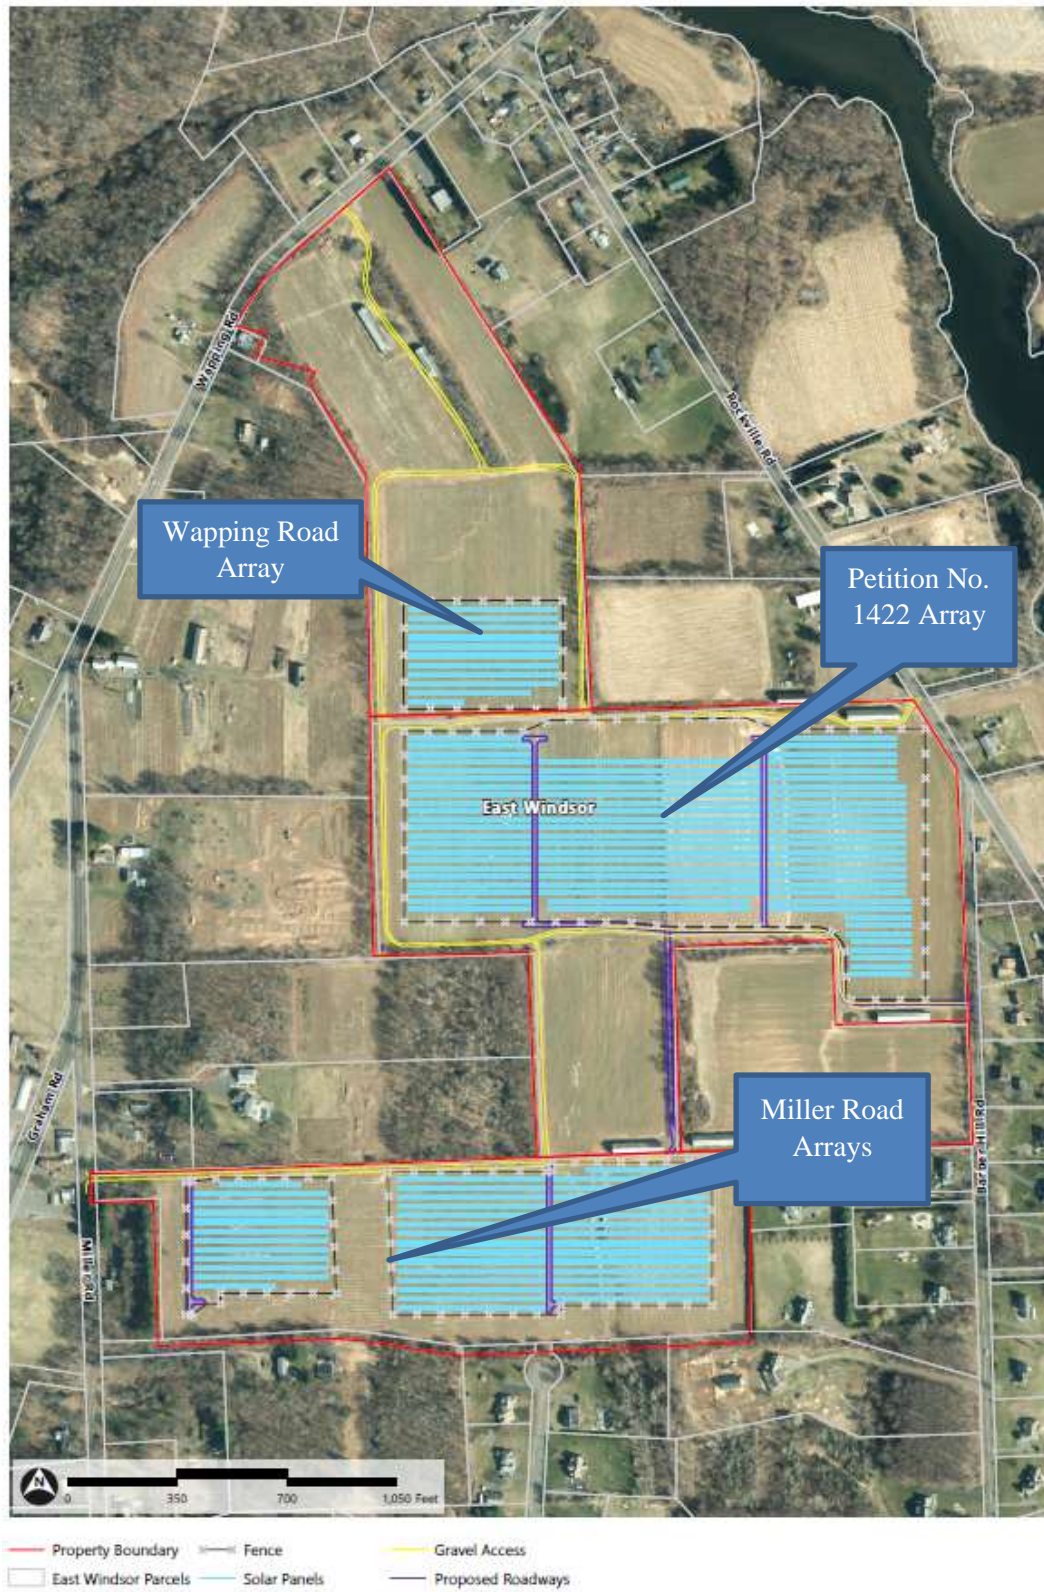 Wapping Rd
Rockville Rd
Wapping Road
Array
Petition No.
1422 Array
East Windsor
Graham Rd
Miller Road
Arrays
Barber Hill Rd
Miller Rd
N
0 350 700 1,050 Feet
Property Boundary Fence Gravel Access
East Windsor Parcels Solar Panels Proposed Roadways